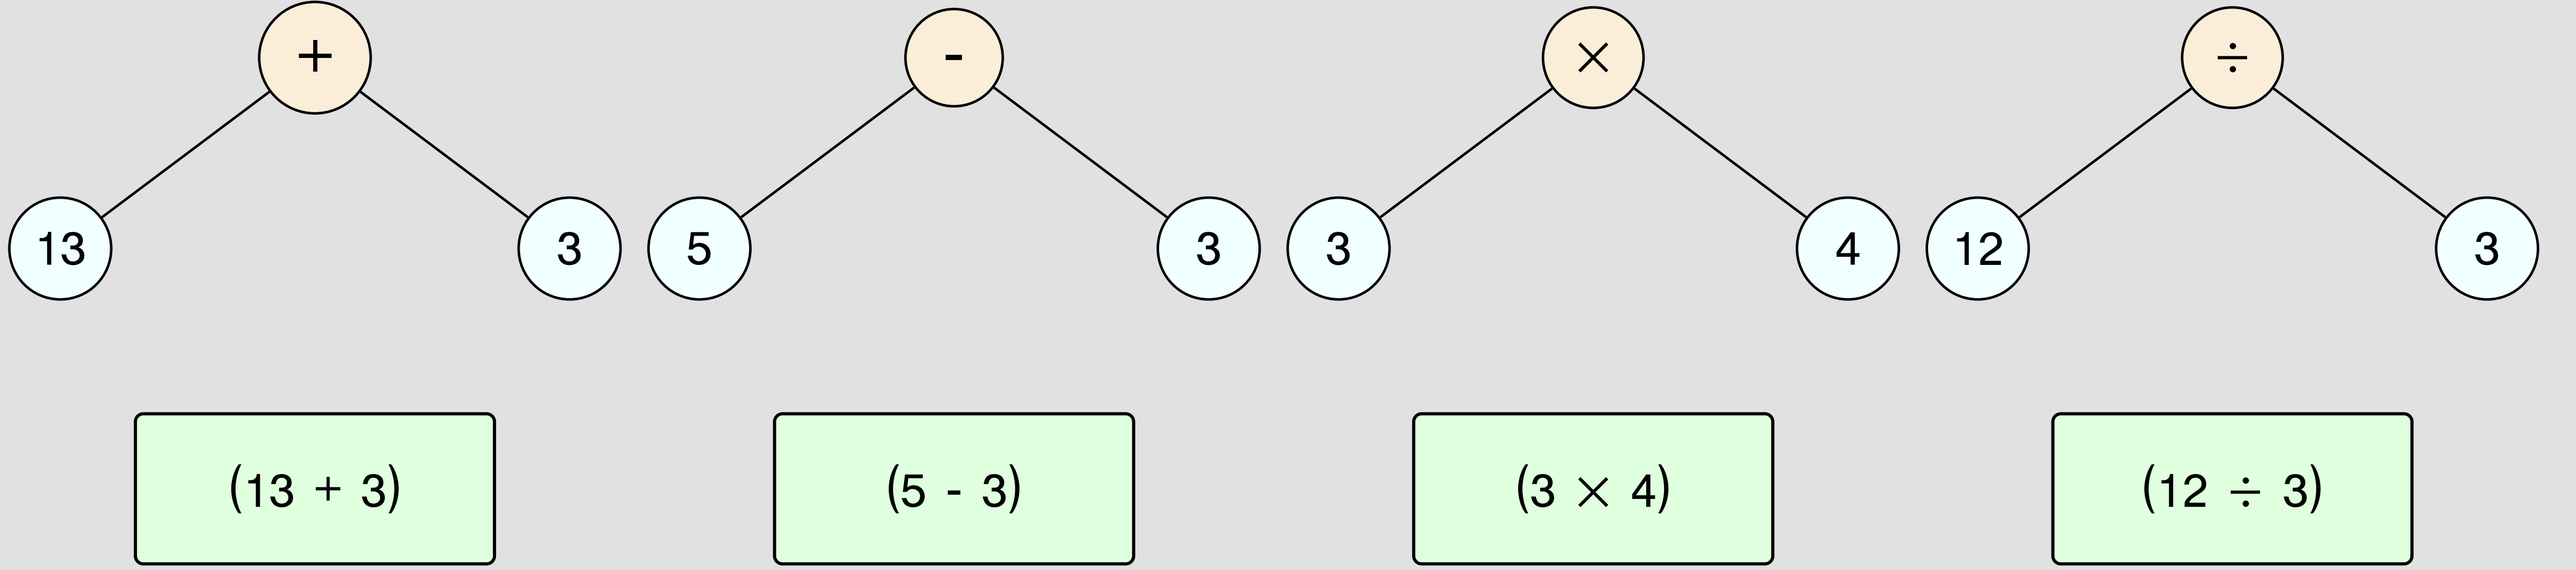 + - × ÷
13 3 5 3 3 4 12 3
(13 + 3) (5 - 3) (3 × 4) (12 ÷ 3)